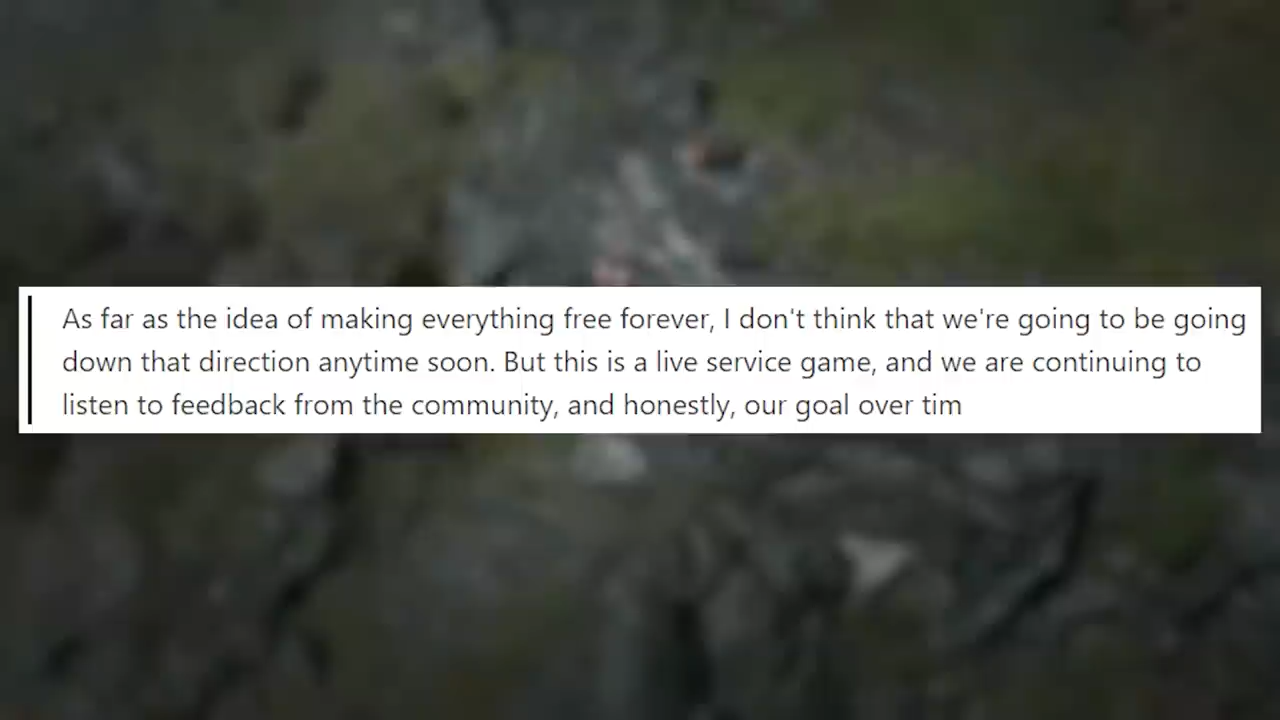 As far as the idea of making everything free forever, I don't think that we're going to be going
down that direction anytime soon. But this is a live service game, and we are continuing to
listen to feedback from the community, and honestly, our goal over tim